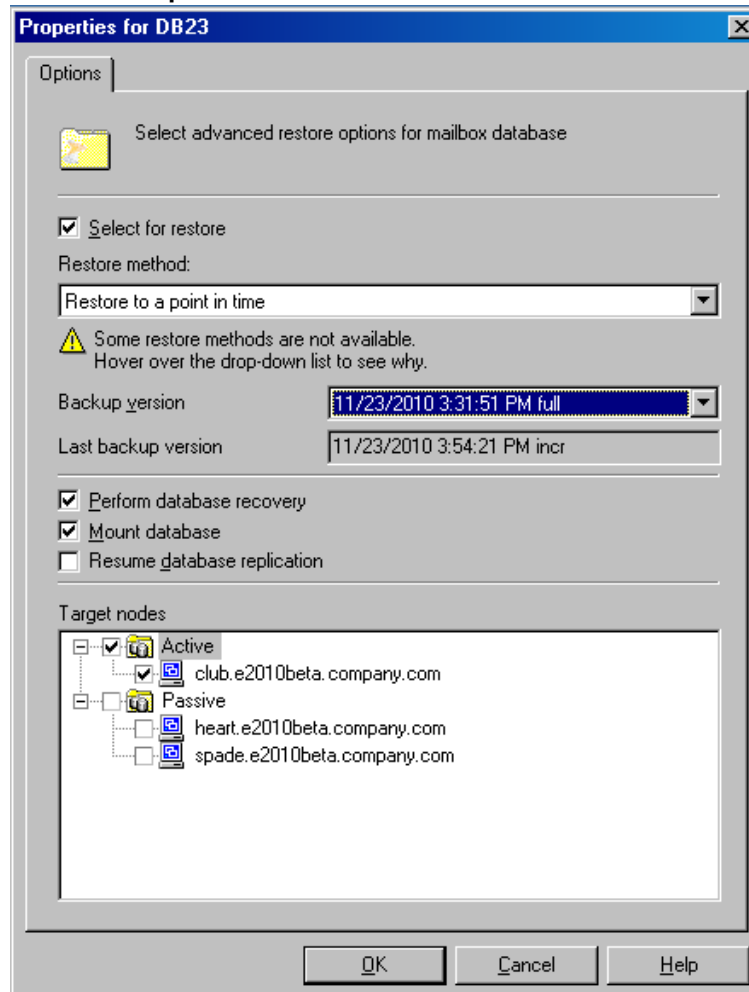 Properties for DB23
Options
Select advanced restore options for mailbox database
Select for restore
Restore method:
Restore to a point in time
Some restore methods are not available.
Hover over the drop-down list to see why.
Backup version 11/23/2010 3:31:51 PM full
Last backup version 11/23/2010 3:54:21 PM incr
Perform database recovery
Mount database
Resume database replication
Target nodes
Active
club.e2010beta.company.com
Passive
heart.e2010beta.company.com
spade.e2010beta.company.com
OK Cancel Help